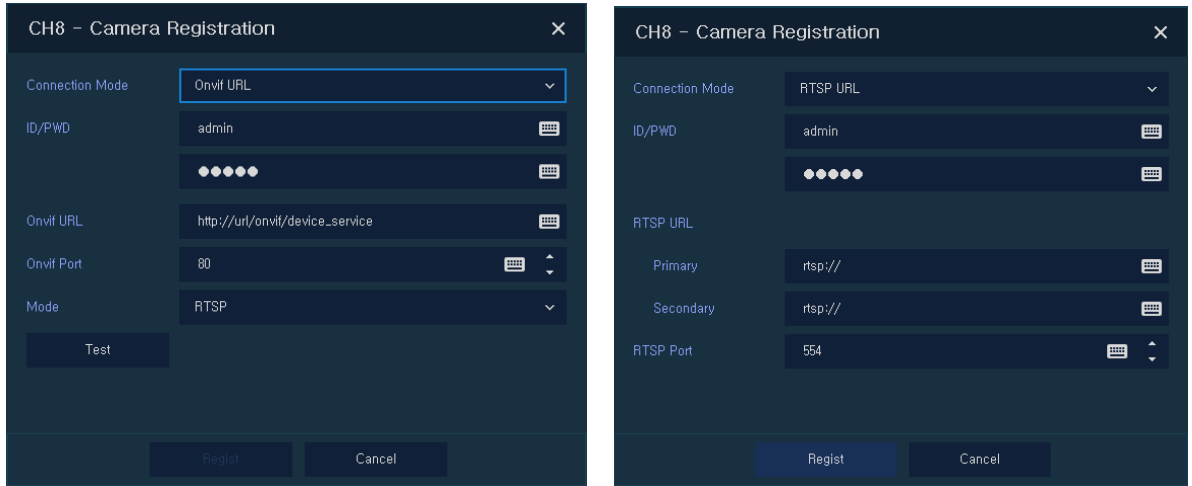 CH8 - Camera Registration
Connection Mode Onvif URL
ID/PWD admin
●●●●●
Onvif URL http://url/onvif/device_service
Onvif Port 80
Mode RTSP
Test
Regist Cancel
CH8 - Camera Registration
Connection Mode RTSP URL
ID/PWD admin
●●●●●
RTSP URL
Primary rtsp://
Secondary rtsp://
RTSP Port 554
Regist Cancel